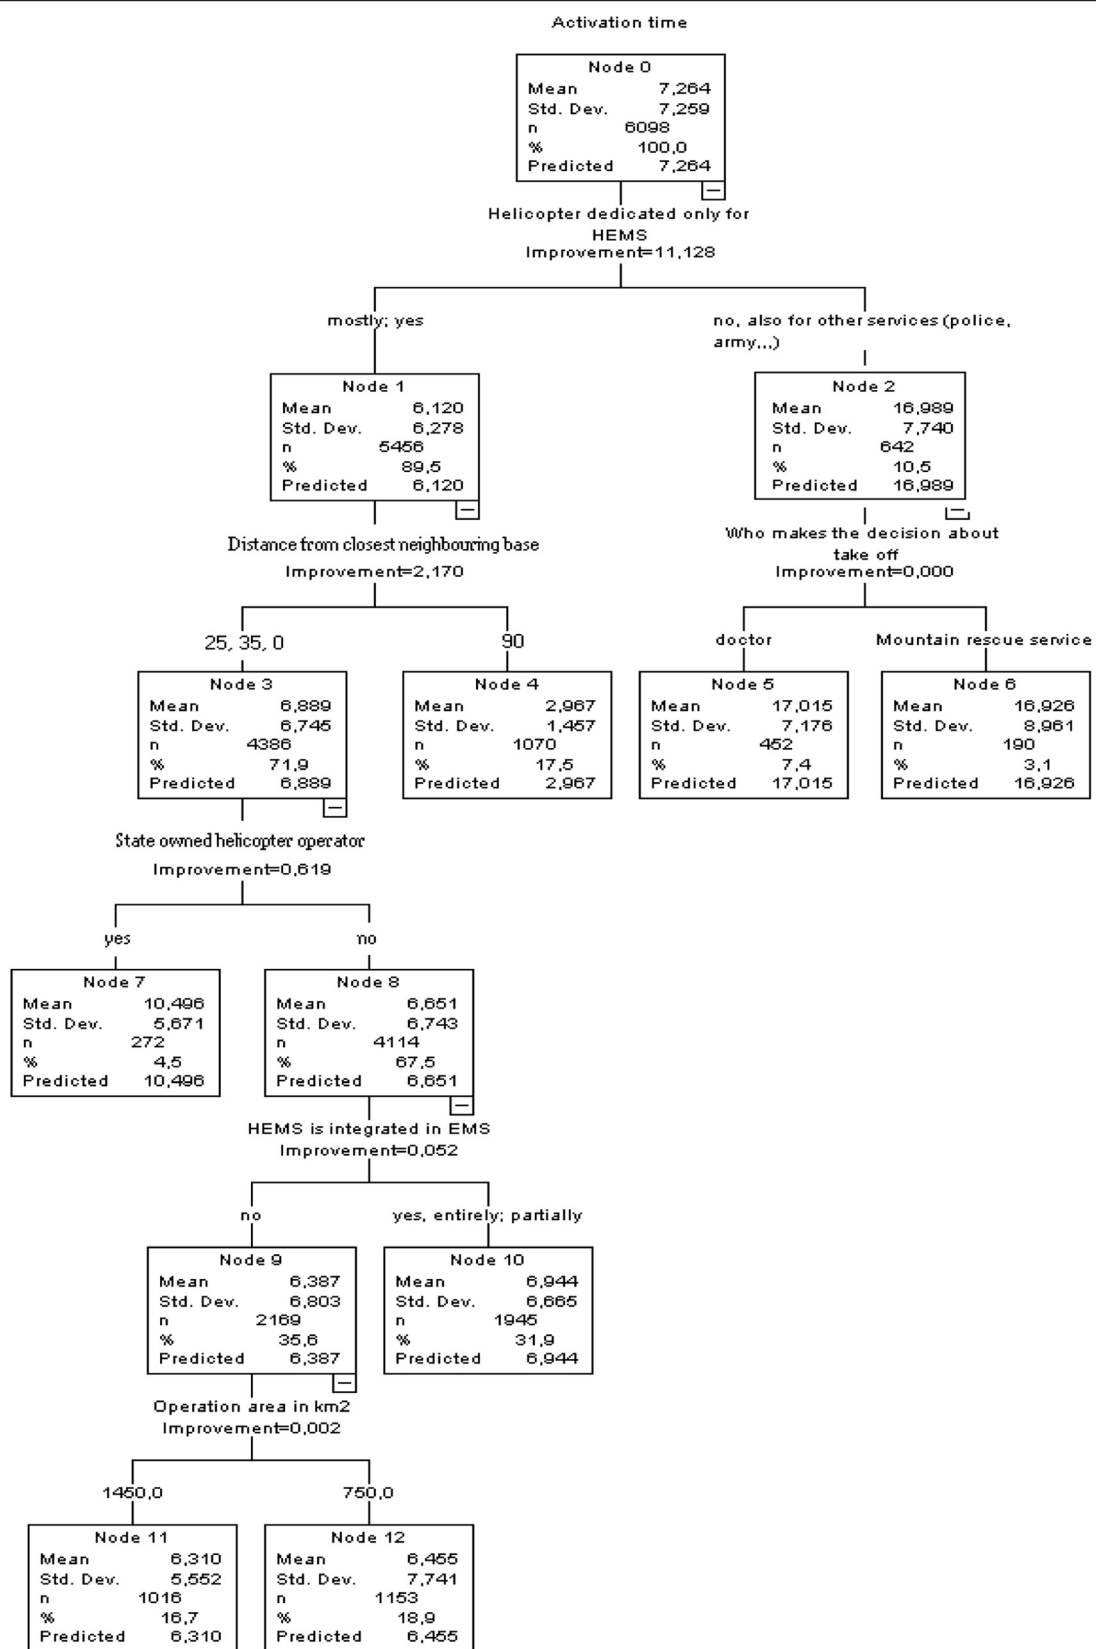 Activation time
Node 0
Mean 7,264
Std. Dev. 7,259
n 6098
% 100,0
Predicted 7,264
Helicopter dedicated only for
HEMS
Improvement=11,128
mostly; yes
no, also for other services (police,
army,..)
Node 1
Mean 6,120
Std. Dev. 6,278
n 5456
% 89,5
Predicted 6,120
Node 2
Mean 16,989
Std. Dev. 7,740
n 642
% 10,5
Predicted 16,989
Distance from closest neighbouring base
Improvement=2,170
Who makes the decision about
take off
Improvement=0,000
25, 35, 0
90
doctor
Mountain rescue service
Node 3
Mean 6,889
Std. Dev. 6,745
n 4386
% 71,9
Predicted 6,889
Node 4
Mean 2,967
Std. Dev. 1,457
n 1070
% 17,5
Predicted 2,967
Node 5
Mean 17,015
Std. Dev. 7,176
n 452
% 7,4
Predicted 17,015
Node 6
Mean 16,926
Std. Dev. 8,961
n 190
% 3,1
Predicted 16,926
State owned helicopter operator
Improvement=0,619
yes
no
Node 7
Mean 10,496
Std. Dev. 5,671
n 272
% 4,5
Predicted 10,496
Node 8
Mean 6,651
Std. Dev. 6,743
n 4114
% 67,5
Predicted 6,651
HEMS is integrated in EMS
Improvement=0,052
no
yes, entirely; partially
Node 9
Mean 6,387
Std. Dev. 6,803
n 2169
% 35,6
Predicted 6,387
Node 10
Mean 6,944
Std. Dev. 6,665
n 1945
% 31,9
Predicted 6,944
Operation area in km2
Improvement=0,002
1450,0
750,0
Node 11
Mean 6,310
Std. Dev. 5,552
n 1016
% 16,7
Predicted 6,310
Node 12
Mean 6,455
Std. Dev. 7,741
n 1153
% 18,9
Predicted 6,455